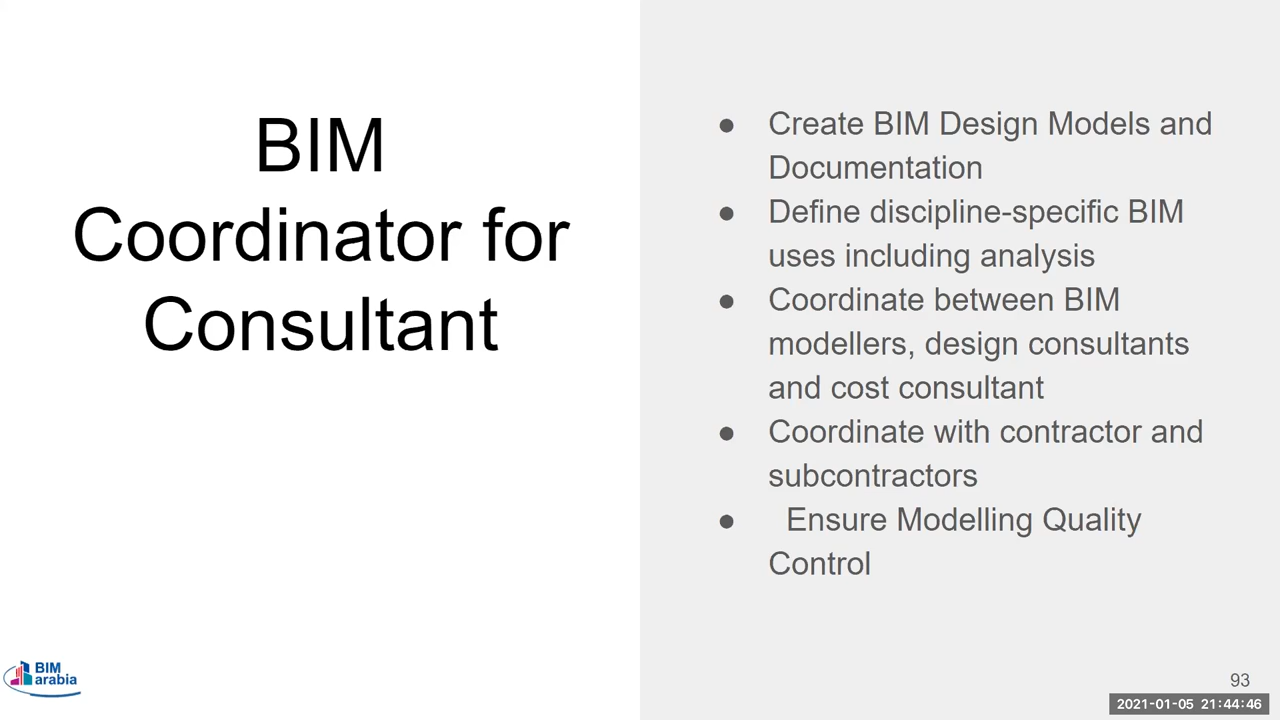 BIM
Coordinator for
Consultant
● Create BIM Design Models and
Documentation
● Define discipline-specific BIM
uses including analysis
● Coordinate between BIM
modellers, design consultants
and cost consultant
● Coordinate with contractor and
subcontractors
● Ensure Modelling Quality
Control
BIM
arabia
93
2021-01-05 21:44:46